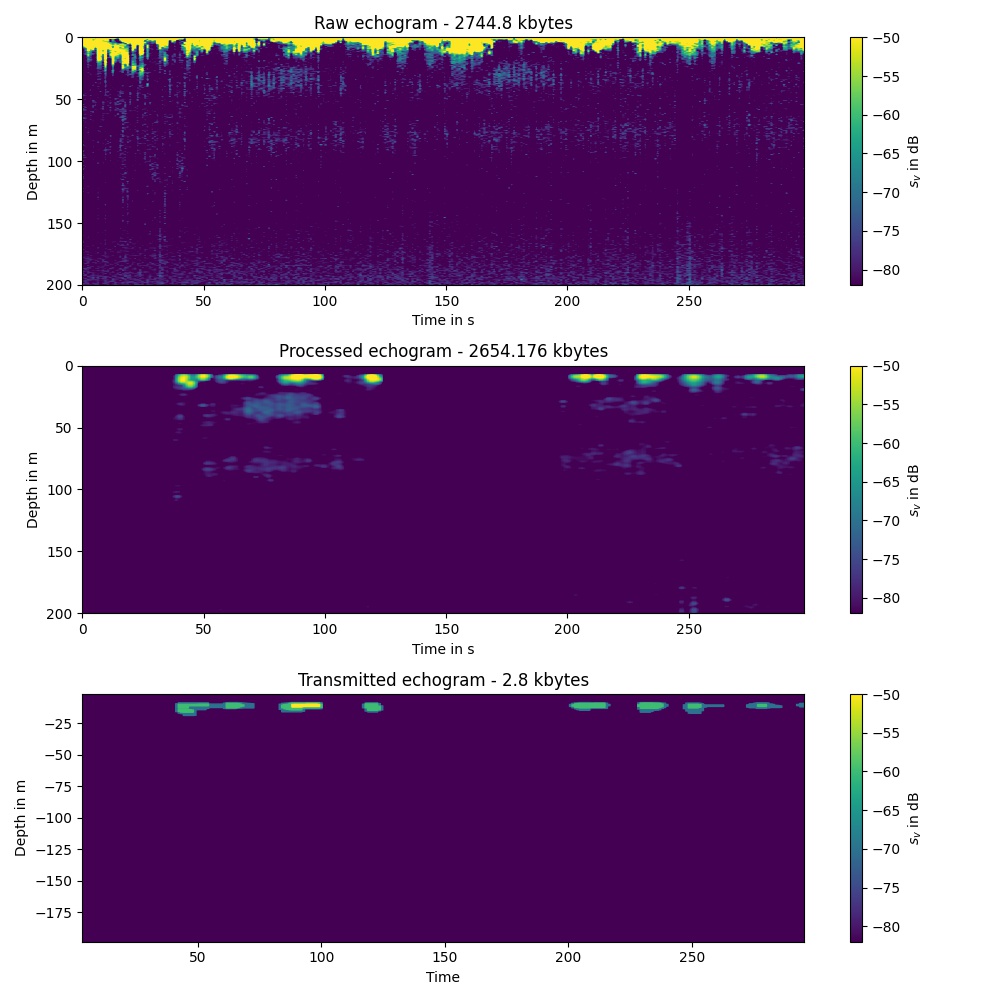 Raw echogram - 2744.8 kbytes
0
50
100
150
200
Depth in m
0 50 100 150 200 250
Time in s
−50
−55
−60
−65
−70
−75
−80
s_v in dB
Processed echogram - 2654.176 kbytes
0
50
100
150
200
Depth in m
0 50 100 150 200 250
Time in s
−50
−55
−60
−65
−70
−75
−80
s_v in dB
Transmitted echogram - 2.8 kbytes
−25
−50
−75
−100
−125
−150
−175
Depth in m
50 100 150 200 250
Time
−50
−55
−60
−65
−70
−75
−80
s_v in dB